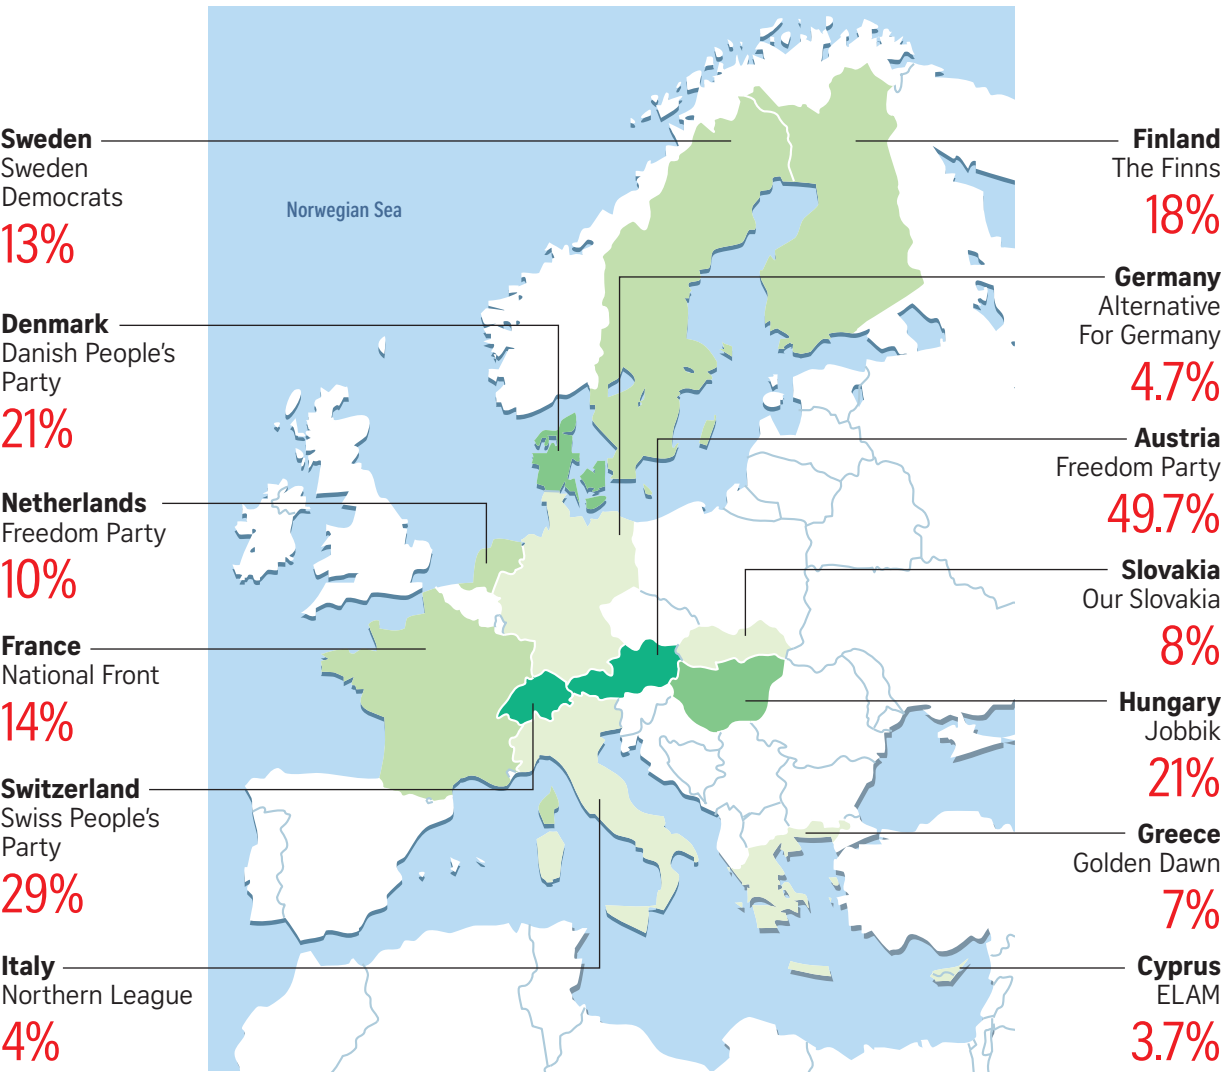 Sweden
Sweden
Democrats
13%
Denmark
Danish People's
Party
21%
Netherlands
Freedom Party
10%
France
National Front
14%
Switzerland
Swiss People's
Party
29%
Italy
Northern League
4%
Norwegian Sea
Finland
The Finns
18%
Germany
Alternative
For Germany
4.7%
Austria
Freedom Party
49.7%
Slovakia
Our Slovakia
8%
Hungary
Jobbik
21%
Greece
Golden Dawn
7%
Cyprus
ELAM
3.7%